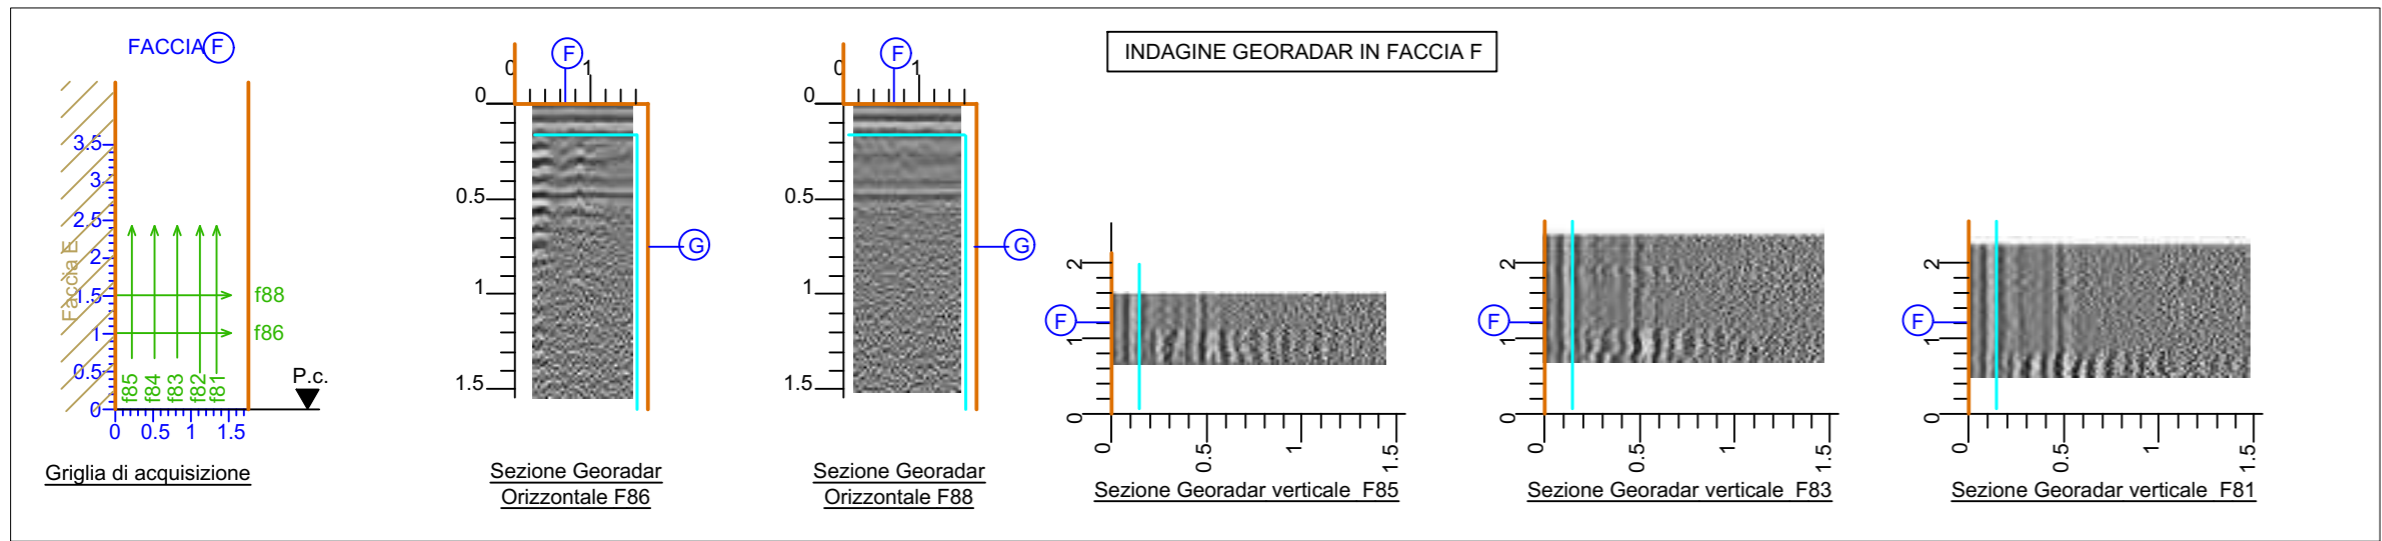 FACCIA F
3.5
3
2.5
2
1.5
1
0.5
0
Faccia E
f88
f86
f85
f84
f83
f82
f81
P.c.
0
0.5
1
1.5
Griglia di acquisizione
F
0
1
0
0.5
1
1.5
G
Sezione Georadar
Orizzontale F86
F
0
1
0
0.5
1
1.5
G
Sezione Georadar
Orizzontale F88
INDAGINE GEORADAR IN FACCIA F
2
F
1
0
0
0.5
1
1.5
Sezione Georadar verticale F85
2
F
1
0
0
0.5
1
1.5
Sezione Georadar verticale F83
2
F
1
0
0
0.5
1
1.5
Sezione Georadar verticale F81